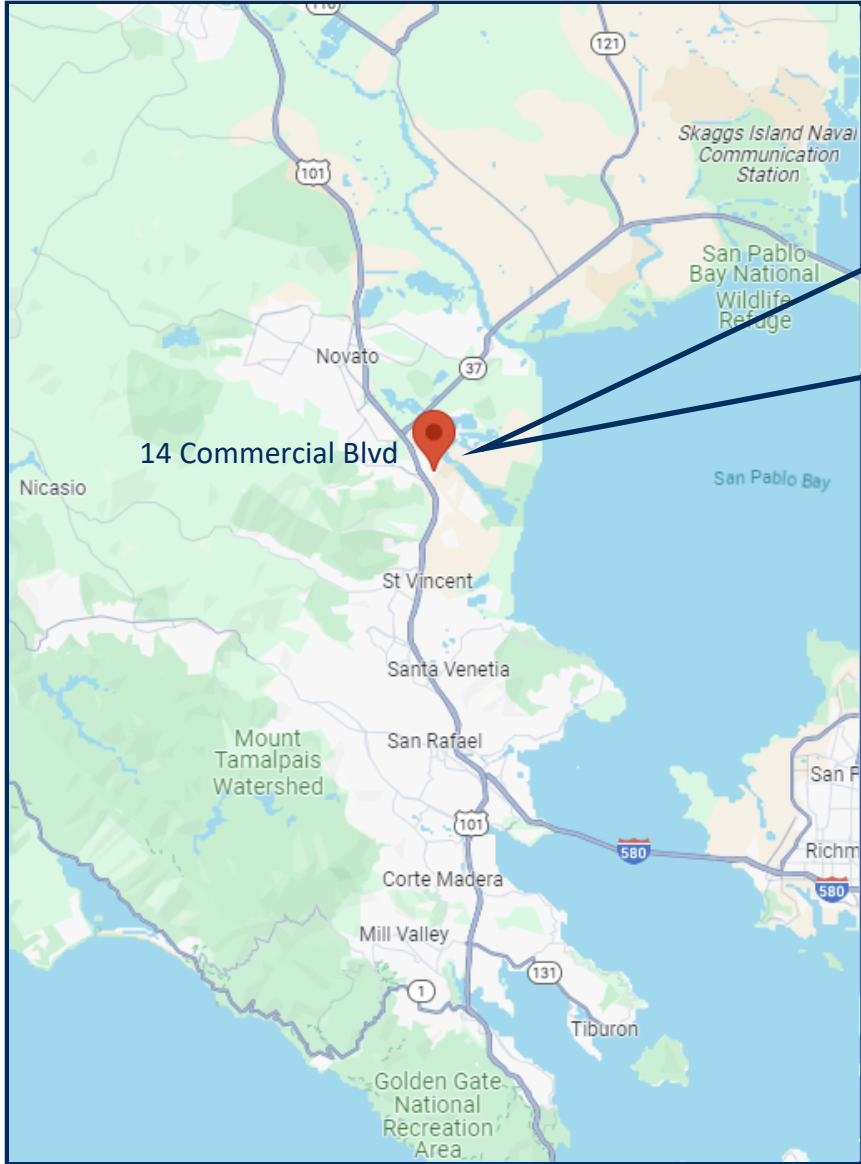 116
121
Skaggs Island Naval
Communication
Station
101
San Pablo
Bay National
Wildlife
Refuge
Novato
37
14 Commercial Blvd
Nicasio
San Pablo Bay
St Vincent
Santa Venetia
San Rafael
Mount
Tamalpais
Watershed
San P
101
580
Richm
580
Corte Madera
Mill Valley
131
1
Tiburon
Golden Gate
National
Recreation
Area